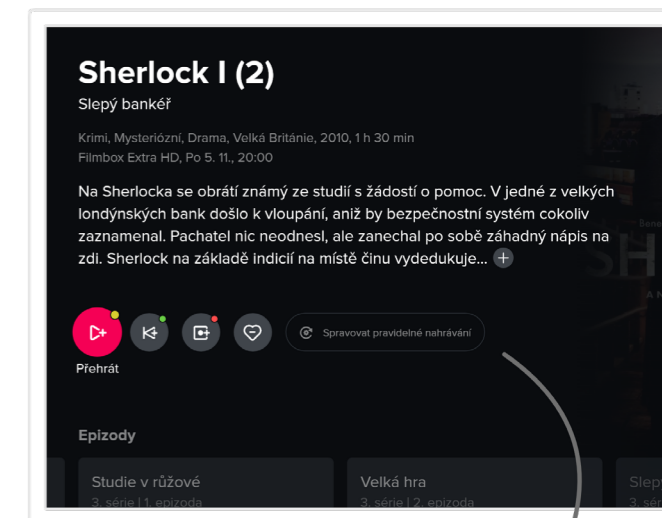 Sherlock I (2)
Slepý bankéř
Krimi, Mysteriózní, Drama, Velká Británie, 2010, 1 h 30 min
Filmbox Extra HD, Po 5. 11., 20:00
Na Sherlocka se obrátí známý ze studií s žádostí o pomoc. V jedné z velkých
londýnských bank došlo k vloupání, aniž by bezpečnostní systém cokoliv
zaznamenal. Pachatel nic neodnesl, ale zanechal po sobě záhadný nápis na
zdi. Sherlock na základě indicií na místě činu vydedukuje...
Spravovat pravidelné nahrávání
Přehrát
Epizody
Studie v růžové
3. série | 1. epizoda
Velká hra
3. série | 2. epizoda